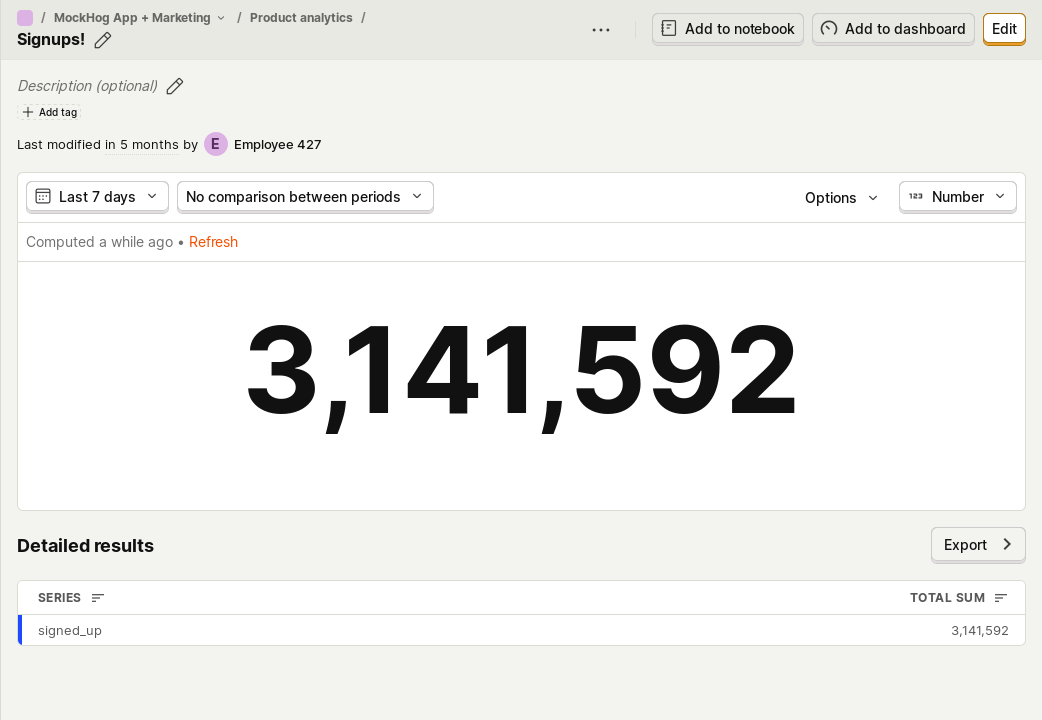 / MockHog App + Marketing / Product analytics /
Signups!
Add to notebook
Add to dashboard
Edit
Description (optional)
Add tag
Last modified in 5 months by E Employee 427
Last 7 days
No comparison between periods
Options
123 Number
Computed a while ago • Refresh
3,141,592
Detailed results
Export
SERIES TOTAL SUM
signed_up 3,141,592